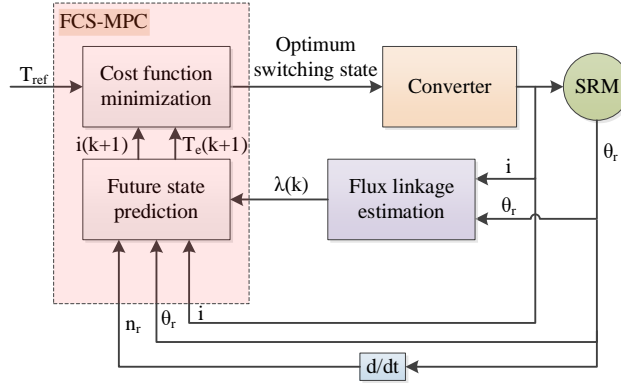 FCS-MPC
T_ref
Cost function
minimization
Optimum
switching state
Converter
SRM
i(k+1)
T_e(k+1)
θ_r
Future state
prediction
λ(k)
Flux linkage
estimation
i
θ_r
n_r
θ_r
i
d/dt